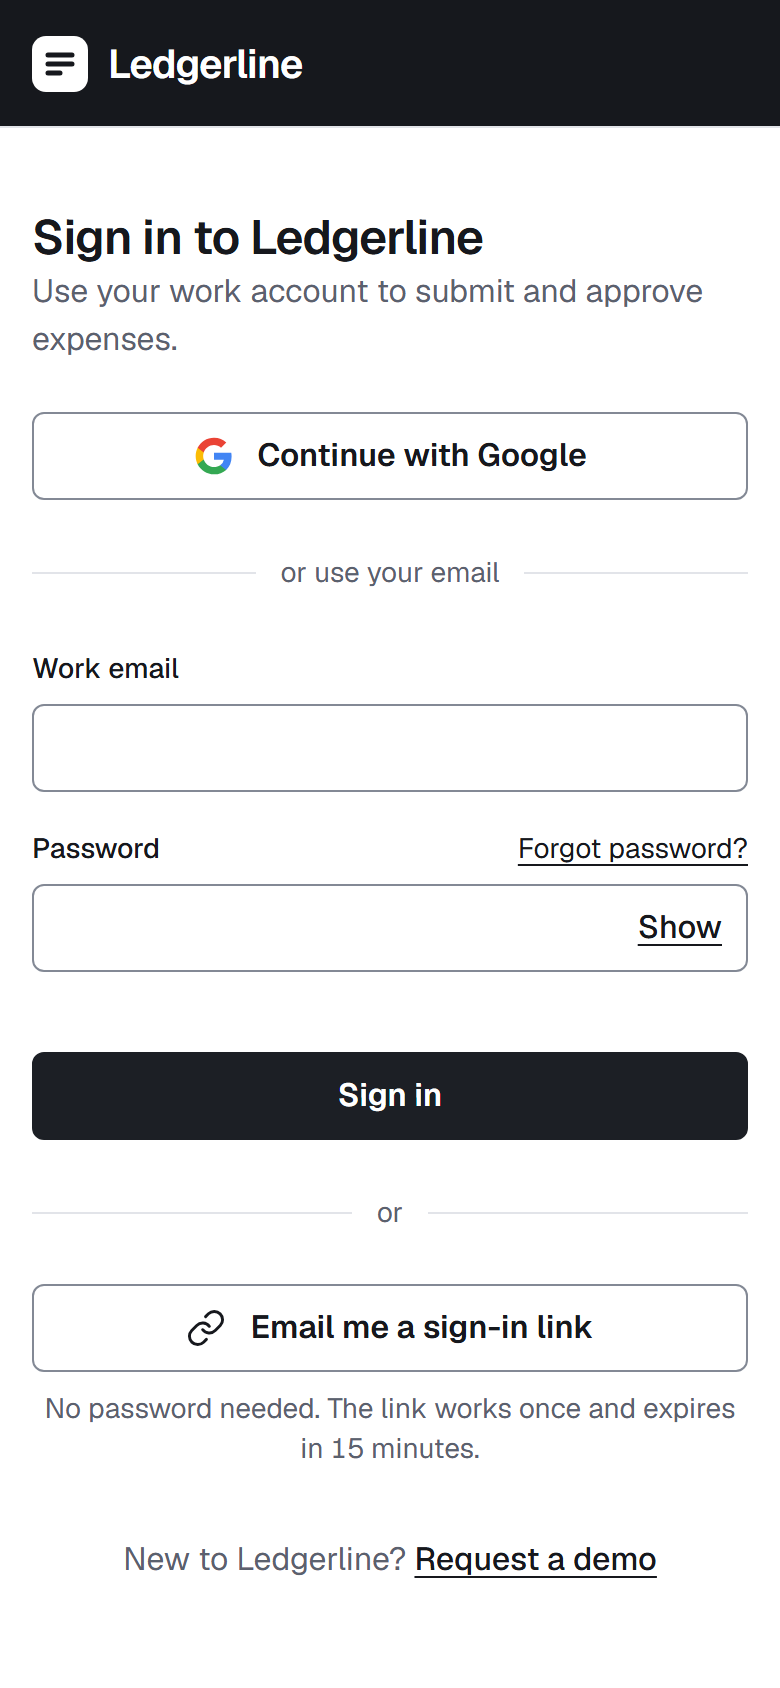 Ledgerline
Sign in to Ledgerline
Use your work account to submit and approve
expenses.
Continue with Google
or use your email
Work email
Password
Forgot password?
Show
Sign in
or
Email me a sign-in link
No password needed. The link works once and expires
in 15 minutes.
New to Ledgerline? Request a demo